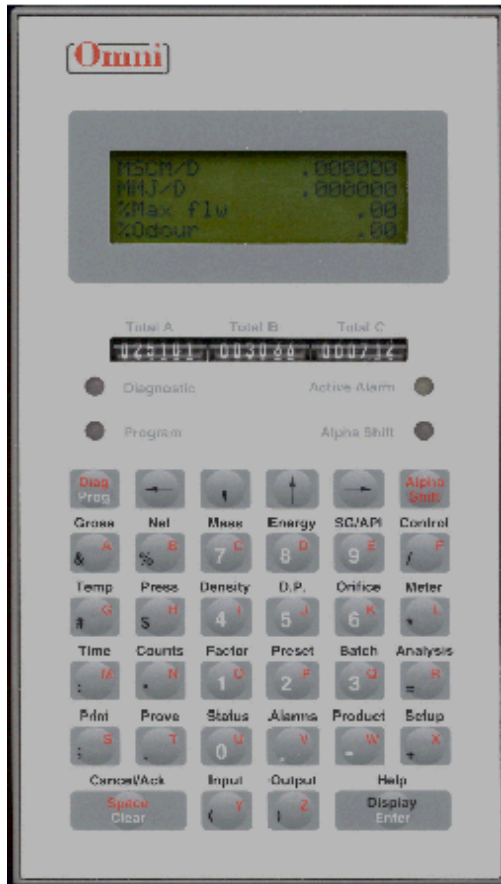 Omni
MSCM/D .000000
MMJ/D .000000
%Max flw .00
%Odour .00
Total A Total B Total C
025101 003066 000712
Diagnostic Active Alarm
Program Alpha Shift
Diag Prog ← ↑ → Alpha Shift
Gross Net Mass Energy SG/API Control
& A % B 7 C 8 D 9 E / F
Temp Press Density D.P. Orifice Meter
# G $ H 4 I 5 J 6 K * L
Time Counts Factor Preset Batch Analysis
: M N 1 O 2 P 3 Q = R
Print Prove Status Alarms Product Setup
; S . T 0 U , V - W + X
Cancel/Ack Input Output Help
Space Clear ( Y ) Z Display Enter